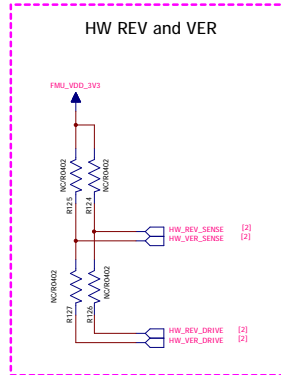 HW REV and VER
FMU_VDD_3V3
NC/R0402
R125
NC/R0402
R124
HW_REV_SENSE [2]
HW_VER_SENSE [2]
NC/R0402
R127
NC/R0402
R126
HW_REV_DRIVE [2]
HW_VER_DRIVE [2]